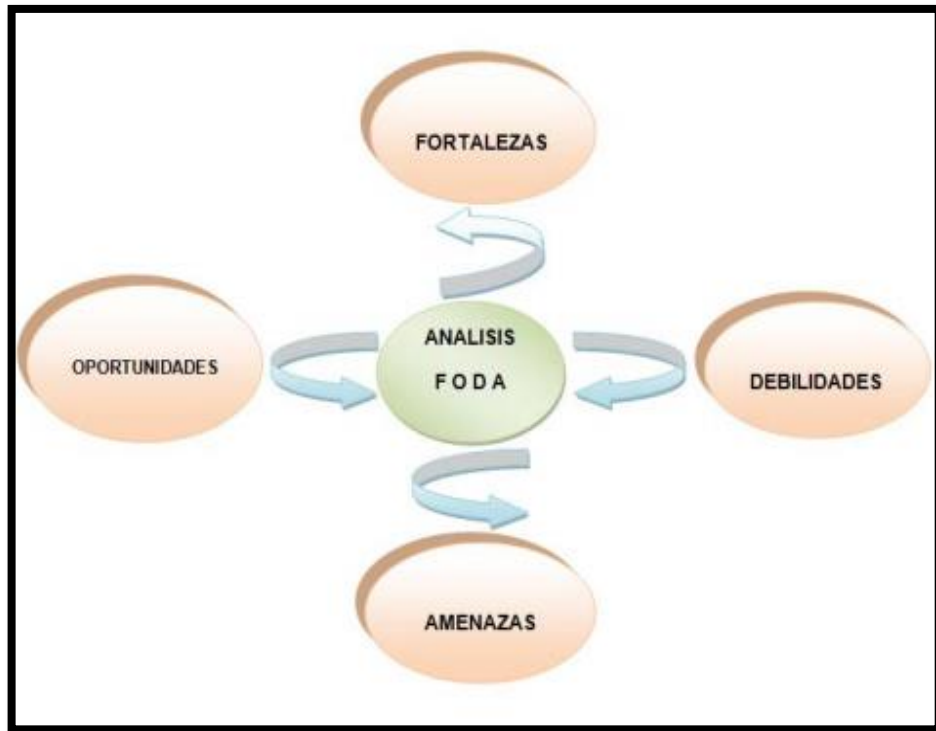 FORTALEZAS
ANALISIS
F O D A
OPORTUNIDADES
DEBILIDADES
AMENAZAS